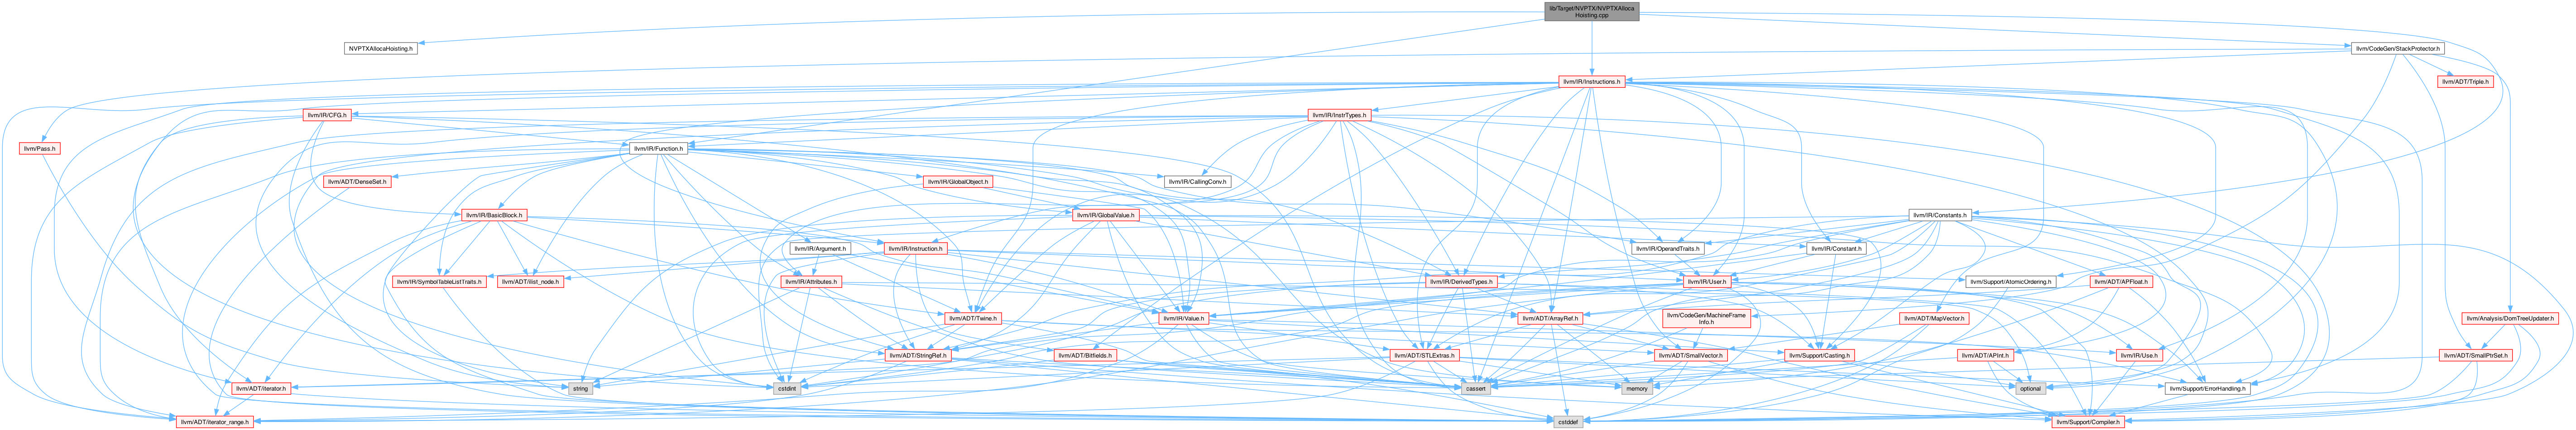 lib/Target/NVPTX/NVPTXAlloca
Hoisting.cpp
NVPTXAllocaHoisting.h
llvm/CodeGen/StackProtector.h
llvm/IR/Instructions.h
llvm/ADT/Triple.h
llvm/IR/CFG.h
llvm/IR/InstrTypes.h
llvm/Pass.h
llvm/IR/Function.h
llvm/ADT/DenseSet.h
llvm/IR/GlobalObject.h
llvm/IR/CallingConv.h
llvm/IR/BasicBlock.h
llvm/IR/GlobalValue.h
llvm/IR/Constants.h
llvm/IR/Argument.h
llvm/IR/Instruction.h
llvm/IR/OperandTraits.h
llvm/IR/Constant.h
llvm/IR/SymbolTableListTraits.h
llvm/ADT/ilist_node.h
llvm/IR/Attributes.h
llvm/IR/DerivedTypes.h
llvm/IR/User.h
llvm/Support/AtomicOrdering.h
llvm/ADT/APFloat.h
llvm/ADT/Twine.h
llvm/IR/Value.h
llvm/ADT/ArrayRef.h
llvm/CodeGen/MachineFrame
Info.h
llvm/ADT/MapVector.h
llvm/Analysis/DomTreeUpdater.h
llvm/ADT/StringRef.h
llvm/ADT/Bitfields.h
llvm/ADT/STLExtras.h
llvm/ADT/SmallVector.h
llvm/Support/Casting.h
llvm/ADT/APInt.h
llvm/IR/Use.h
llvm/ADT/SmallPtrSet.h
llvm/ADT/iterator.h
string
cstdint
cassert
memory
optional
llvm/Support/ErrorHandling.h
llvm/ADT/iterator_range.h
cstddef
llvm/Support/Compiler.h